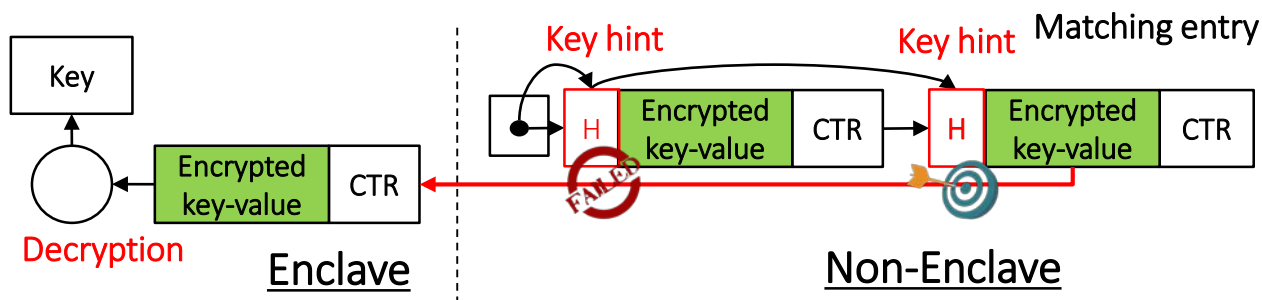 Key
Decryption
Encrypted
key-value
CTR
Enclave
Key hint
Key hint
Matching entry
H
Encrypted
key-value
CTR
H
Encrypted
key-value
CTR
FAILED
Non-Enclave